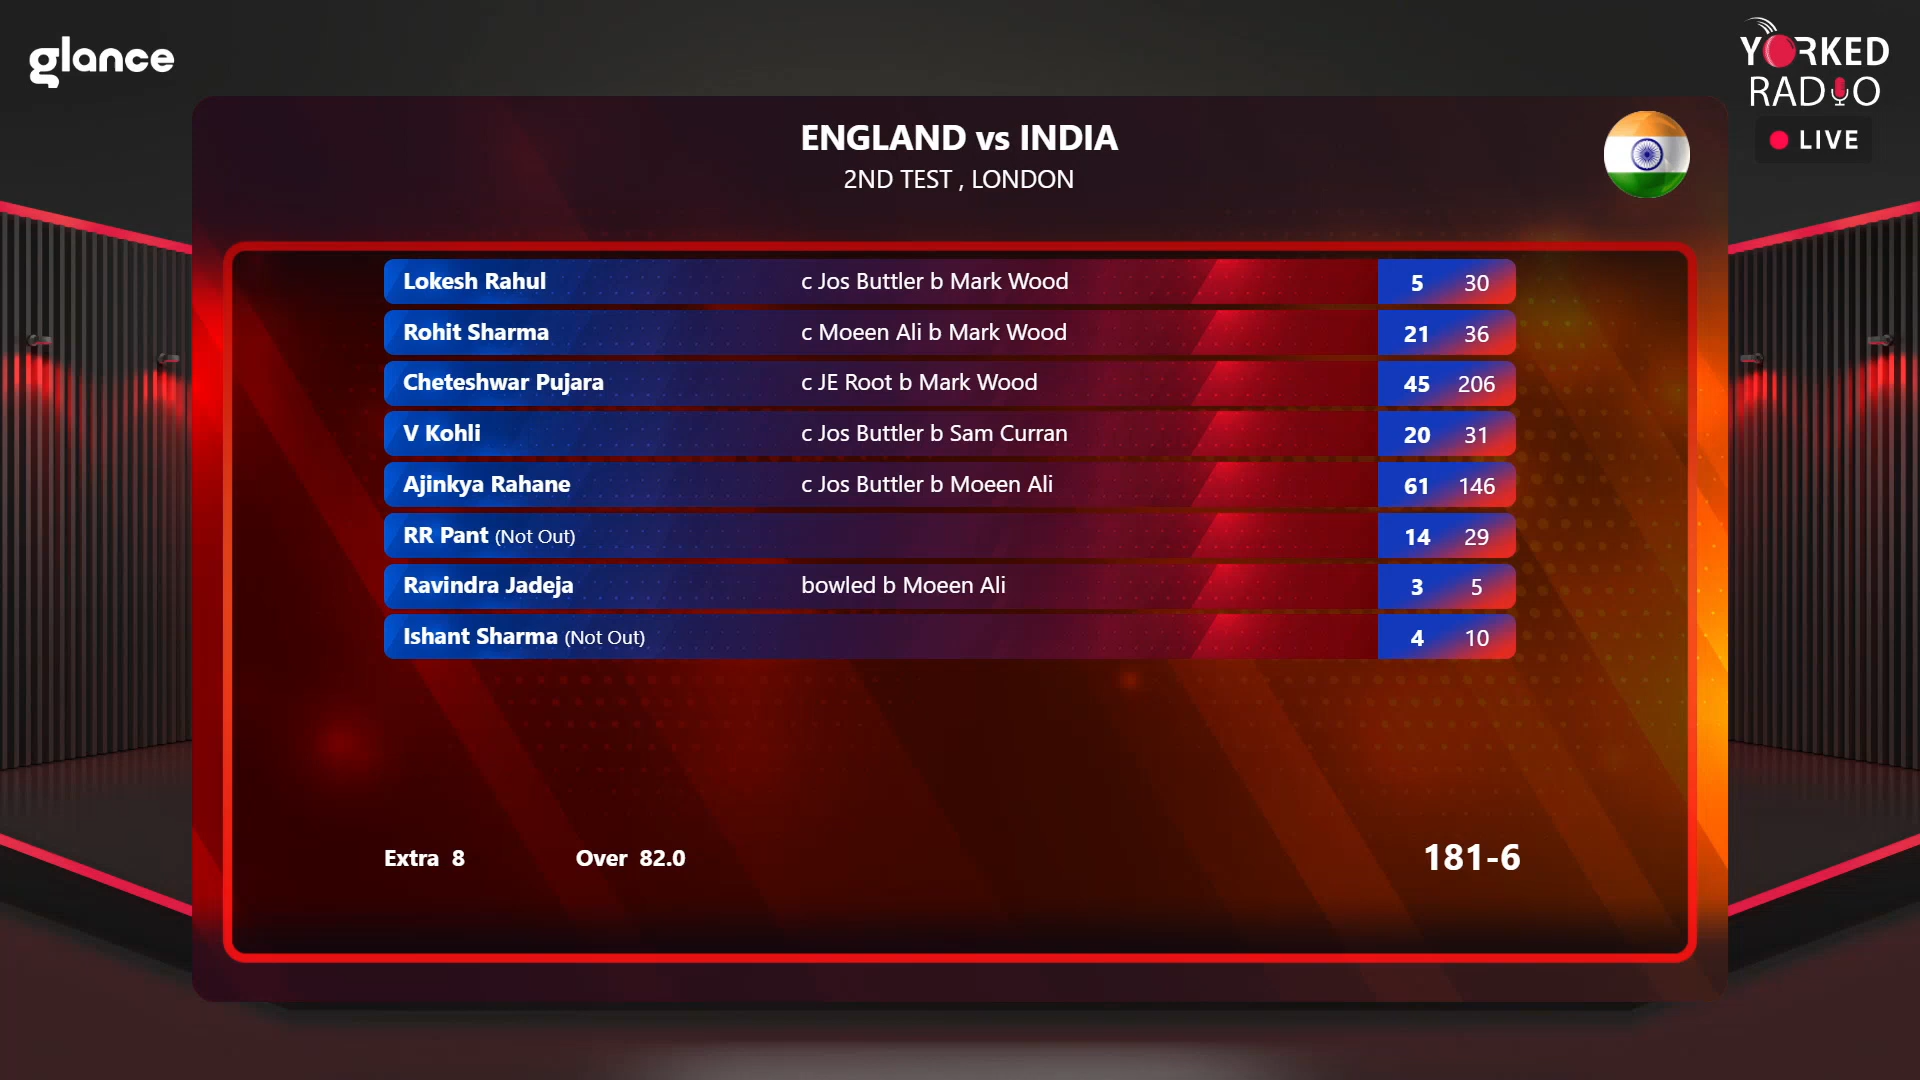 glance
YORKED
RADIO
LIVE
ENGLAND vs INDIA
2ND TEST , LONDON
Lokesh Rahul c Jos Buttler b Mark Wood 5 30
Rohit Sharma c Moeen Ali b Mark Wood 21 36
Cheteshwar Pujara c JE Root b Mark Wood 45 206
V Kohli c Jos Buttler b Sam Curran 20 31
Ajinkya Rahane c Jos Buttler b Moeen Ali 61 146
RR Pant (Not Out) 14 29
Ravindra Jadeja bowled b Moeen Ali 3 5
Ishant Sharma (Not Out) 4 10
Extra 8 Over 82.0 181-6